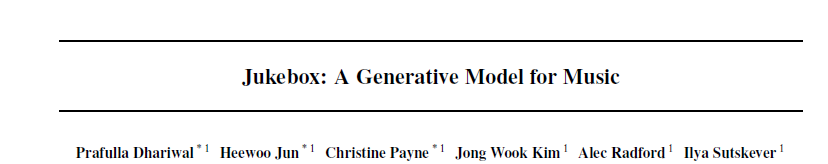 Jukebox: A Generative Model for Music
Prafulla Dhariwal * 1 Heewoo Jun * 1 Christine Payne * 1 Jong Wook Kim 1 Alec Radford 1 Ilya Sutskever 1